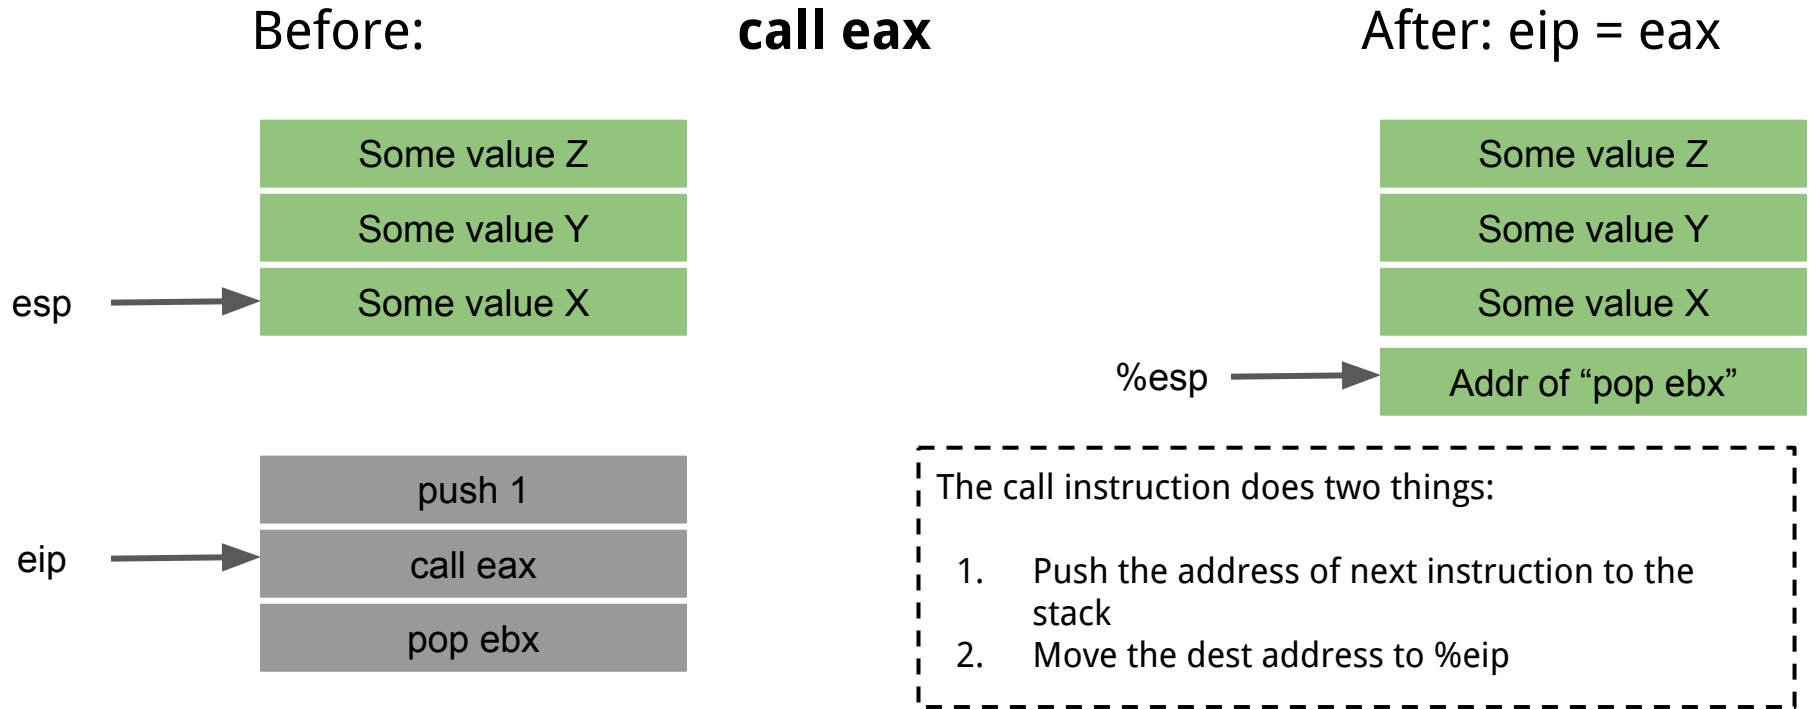 Before:
call eax
After: eip = eax
Some value Z
Some value Y
esp
Some value X
push 1
eip
call eax
pop ebx
Some value Z
Some value Y
Some value X
%esp
Addr of “pop ebx”
The call instruction does two things:
1. Push the address of next instruction to the
stack
2. Move the dest address to %eip